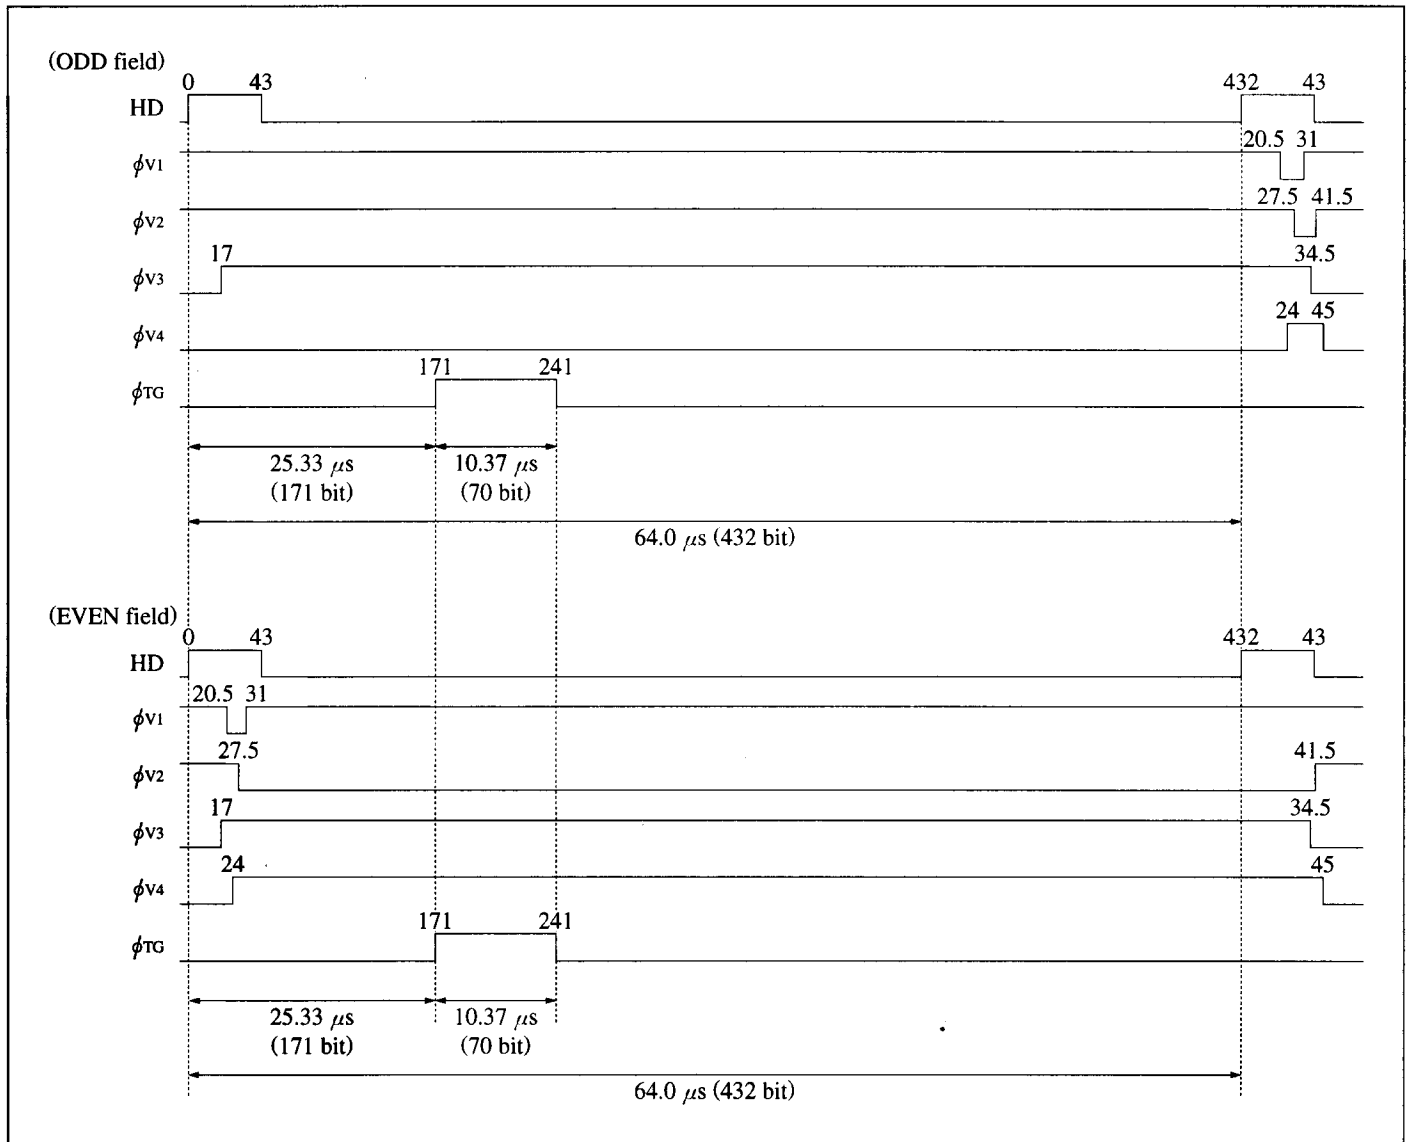 (ODD field)
0 43 432 43
HD
20.5 31
ϕV1
27.5 41.5
ϕV2
17 34.5
ϕV3
24 45
ϕV4
171 241
ϕTG
25.33 μs 10.37 μs
(171 bit) (70 bit)
64.0 μs (432 bit)
(EVEN field)
0 43 432 43
HD
20.5 31
ϕV1
27.5 41.5
ϕV2
17 34.5
ϕV3
24 45
ϕV4
171 241
ϕTG
25.33 μs 10.37 μs
(171 bit) (70 bit)
64.0 μs (432 bit)